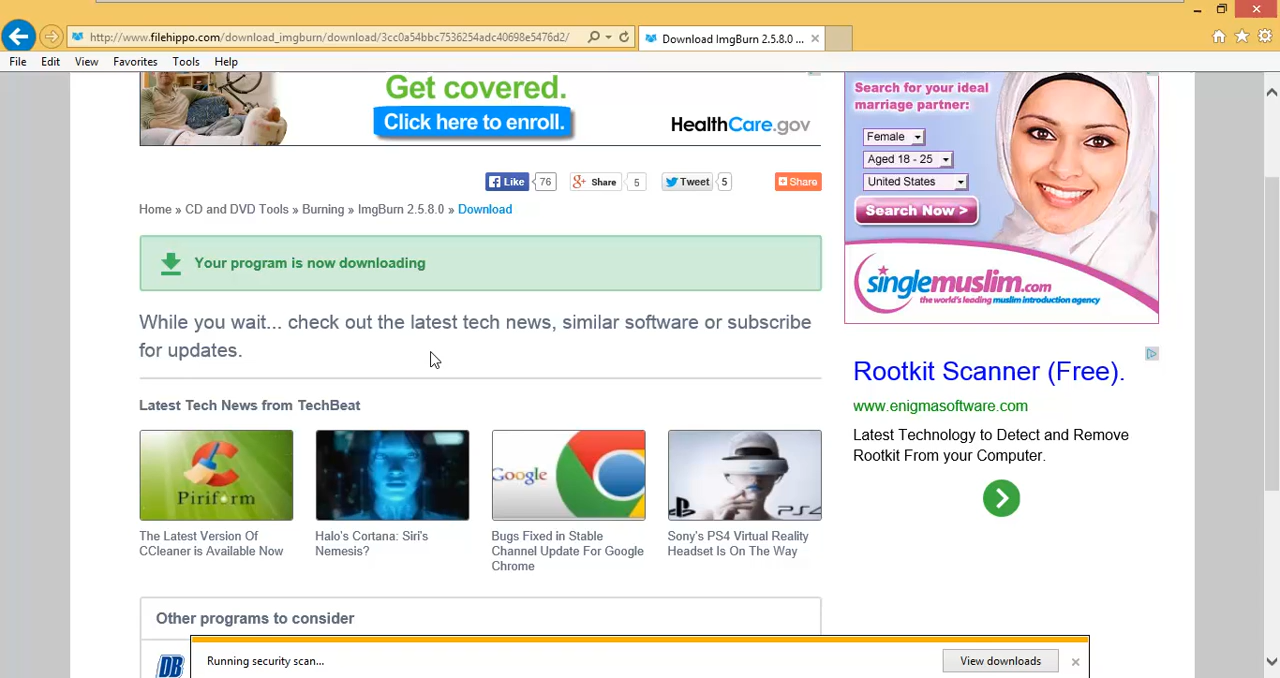 http://www.filehippo.com/download_imgburn/download/3cc0a54bbc7536254adc40698e5476d2/
Download ImgBurn 2.5.8.0 ...
File Edit View Favorites Tools Help
Get covered.
Click here to enroll.
HealthCare.gov
Like 76 Share 5 Tweet 5 Share
Home » CD and DVD Tools » Burning » ImgBurn 2.5.8.0 » Download
Your program is now downloading
While you wait... check out the latest tech news, similar software or subscribe
for updates.
Latest Tech News from TechBeat
Piriform
Google
PS4
The Latest Version Of
CCleaner is Available Now
Halo's Cortana: Siri's
Nemesis?
Bugs Fixed in Stable
Channel Update For Google
Chrome
Sony's PS4 Virtual Reality
Headset Is On The Way
Other programs to consider
DB
Search for your ideal
marriage partner:
Female
Aged 18 - 25
United States
Search Now >
singlemuslim.com
the world's leading muslim introduction agency
Rootkit Scanner (Free).
www.enigmasoftware.com
Latest Technology to Detect and Remove
Rootkit From your Computer.
Running security scan...
View downloads